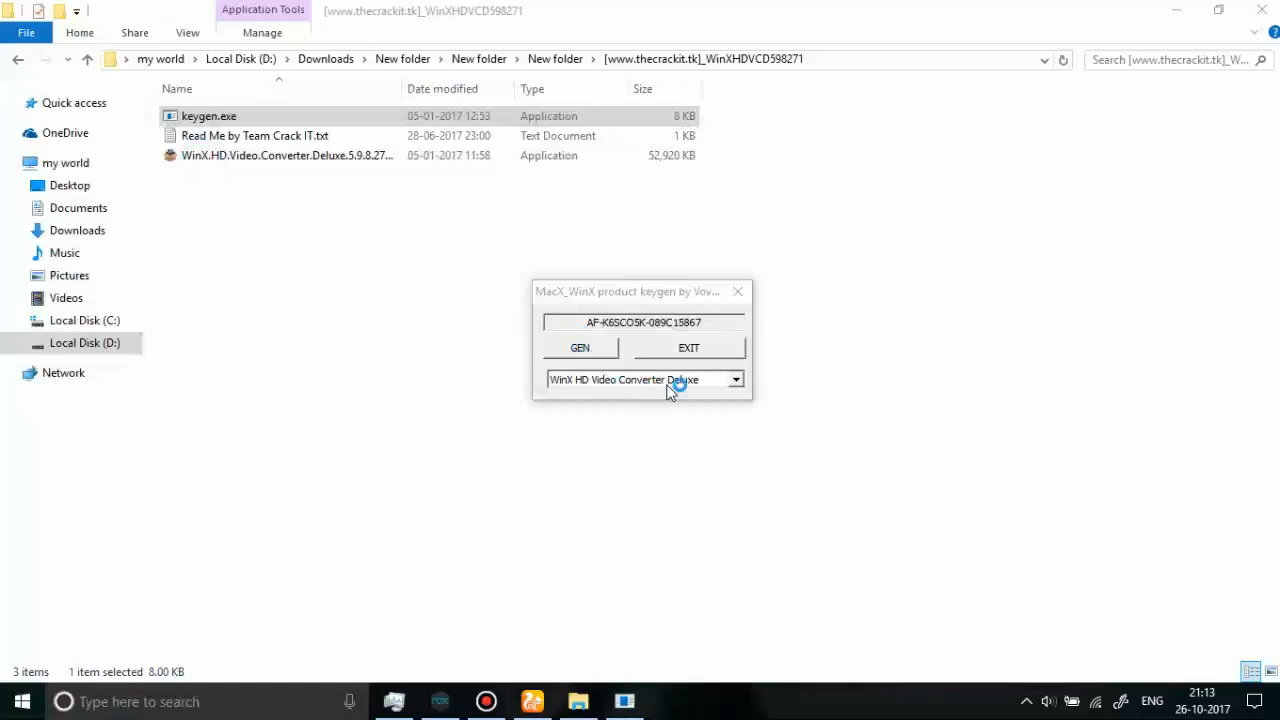 Application Tools
[www.thecrackit.tk]_WinXHDVCD598271
File Home Share View Manage
my world Local Disk (D:) Downloads New folder New folder New folder [www.thecrackit.tk]_WinXHDVCD598271
Search [www.thecrackit.tk]_W...
Name Date modified Type Size
Quick access
OneDrive
my world
Desktop
Documents
Downloads
Music
Pictures
Videos
Local Disk (C:)
Local Disk (D:)
Network
keygen.exe 05-01-2017 12:53 Application 8 KB
Read Me by Team Crack IT.txt 28-06-2017 23:00 Text Document 1 KB
WinX.HD.Video.Converter.Deluxe.5.9.8.27... 05-01-2017 11:58 Application 52,920 KB
MacX_WinX product keygen by Vov...
AF-K6SCO5K-089C15867
GEN EXIT
WinX HD Video Converter Deluxe
3 items 1 item selected 8.00 KB
Type here to search
nox
ENG
21:13
26-10-2017